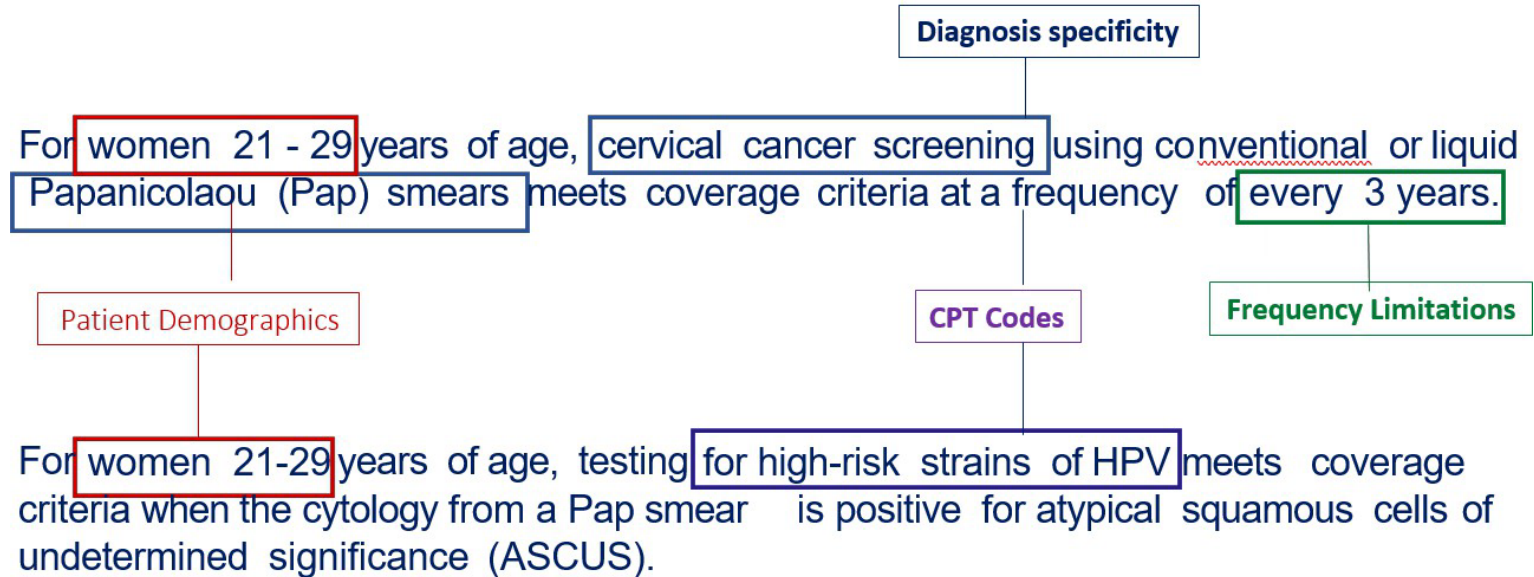 Diagnosis specificity
For women 21 - 29 years of age, cervical cancer screening using conventional or liquid
Papanicolaou (Pap) smears meets coverage criteria at a frequency of every 3 years.
Patient Demographics
CPT Codes
Frequency Limitations
For women 21-29 years of age, testing for high-risk strains of HPV meets coverage
criteria when the cytology from a Pap smear is positive for atypical squamous cells of
undetermined significance (ASCUS).